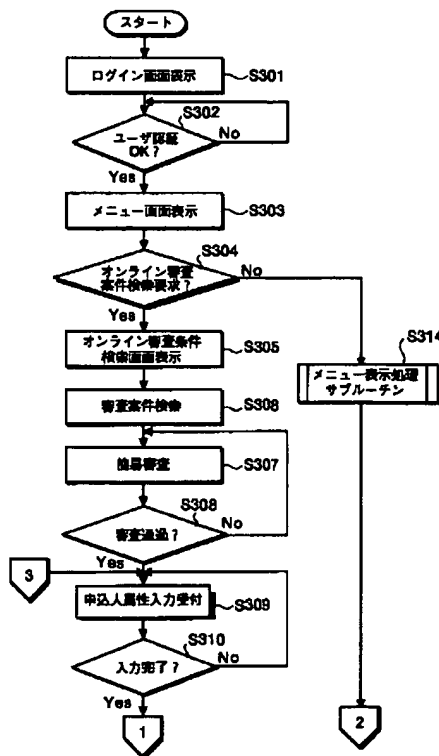 スタート
ログイン画面表示
S301
S302
ユーザ認証
OK?
No
Yes
メニュー画面表示
S303
S304
オンライン審査
案件検索要求?
No
Yes
オンライン審査条件
検索画面表示
S305
S314
メニュー表示処理
サブルーチン
審査案件検索
S306
簡易審査
S307
S308
審査通過?
No
Yes
3
申込人属性入力受付
S309
S310
入力完了?
No
Yes
1
2